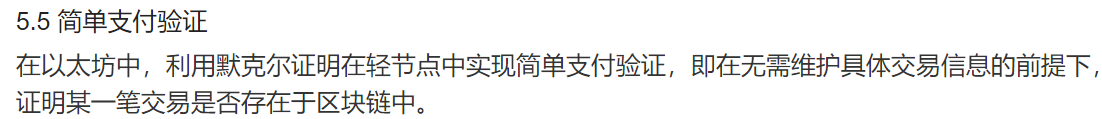 5.5 简单支付验证
在以太坊中，利用默克尔证明在轻节点中实现简单支付验证，即在无需维护具体交易信息的前提下，
证明某一笔交易是否存在于区块链中。